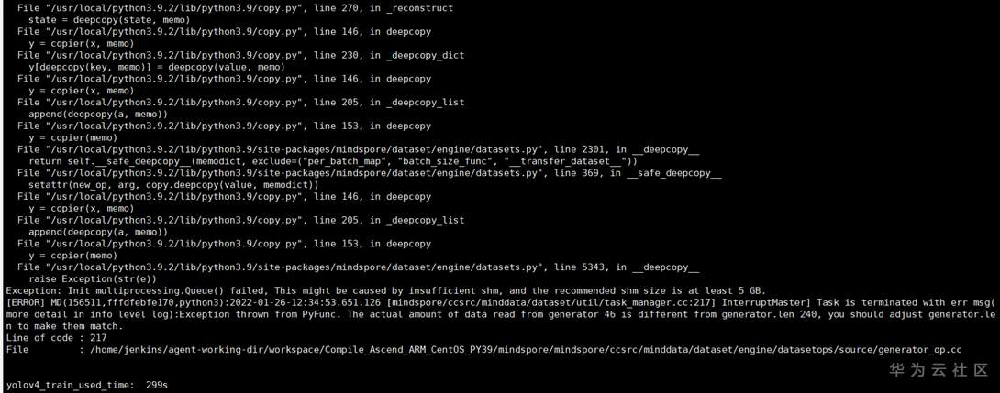 File "/usr/local/python3.9.2/lib/python3.9/copy.py", line 270, in _reconstruct
state = deepcopy(state, memo)
File "/usr/local/python3.9.2/lib/python3.9/copy.py", line 146, in deepcopy
y = copier(x, memo)
File "/usr/local/python3.9.2/lib/python3.9/copy.py", line 230, in _deepcopy_dict
y[deepcopy(key, memo)] = deepcopy(value, memo)
File "/usr/local/python3.9.2/lib/python3.9/copy.py", line 146, in deepcopy
y = copier(x, memo)
File "/usr/local/python3.9.2/lib/python3.9/copy.py", line 205, in _deepcopy_list
append(deepcopy(a, memo))
File "/usr/local/python3.9.2/lib/python3.9/copy.py", line 153, in deepcopy
y = copier(memo)
File "/usr/local/python3.9.2/lib/python3.9/site-packages/mindspore/dataset/engine/datasets.py", line 2301, in __deepcopy__
return self.__safe_deepcopy__(memodict, exclude=("per_batch_map", "batch_size_func", "__transfer_dataset__"))
File "/usr/local/python3.9.2/lib/python3.9/site-packages/mindspore/dataset/engine/datasets.py", line 369, in __safe_deepcopy__
setattr(new_op, arg, copy.deepcopy(value, memodict))
File "/usr/local/python3.9.2/lib/python3.9/copy.py", line 146, in deepcopy
y = copier(x, memo)
File "/usr/local/python3.9.2/lib/python3.9/copy.py", line 205, in _deepcopy_list
append(deepcopy(a, memo))
File "/usr/local/python3.9.2/lib/python3.9/copy.py", line 153, in deepcopy
y = copier(memo)
File "/usr/local/python3.9.2/lib/python3.9/site-packages/mindspore/dataset/engine/datasets.py", line 5343, in __deepcopy__
raise Exception(str(e))
Exception: Init multiprocessing.Queue() failed, This might be caused by insufficient shm, and the recommended shm size is at least 5 GB.
[ERROR] MD(156511,fffdfebfe170,python3):2022-01-26-12:34:53.651.126 [mindspore/ccsrc/minddata/dataset/util/task_manager.cc:217] InterruptMaster] Task is terminated with err msg(
more detail in info level log):Exception thrown from PyFunc. The actual amount of data read from generator 46 is different from generator.len 240, you should adjust generator.le
n to make them match.
Line of code : 217
File         : /home/jenkins/agent-working-dir/workspace/Compile_Ascend_ARM_CentOS_PY39/mindspore/mindspore/ccsrc/minddata/dataset/engine/datasetops/source/generator_op.cc
华为云社区
yolov4_train_used_time:  299s